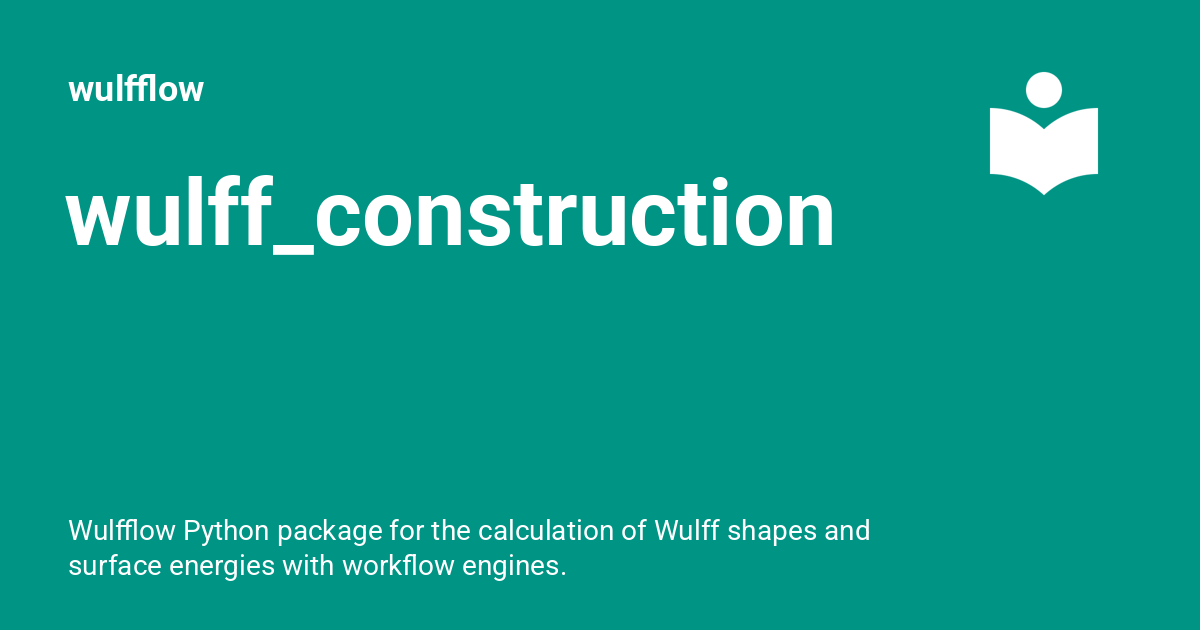 wulfflow
wulff_construction
Wulfflow Python package for the calculation of Wulff shapes and
surface energies with workflow engines.